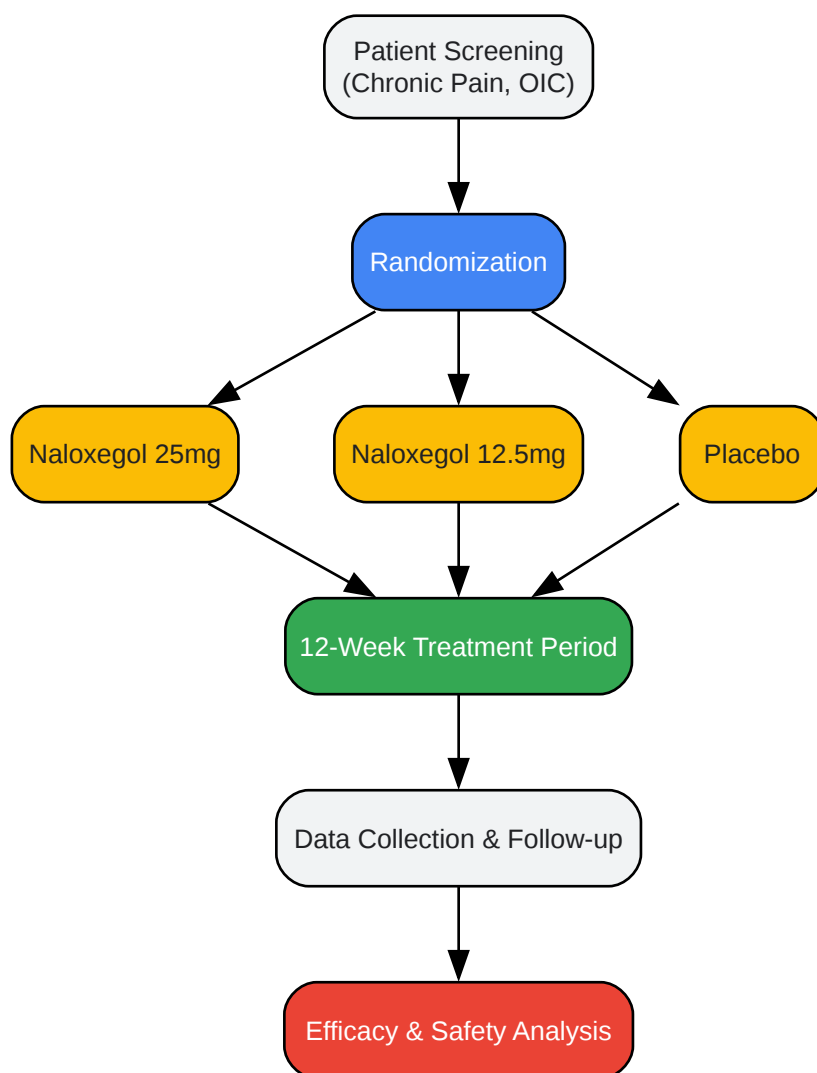 Patient Screening
(Chronic Pain, OIC)
Randomization
Naloxegol 25mg
Naloxegol 12.5mg
Placebo
12-Week Treatment Period
Data Collection & Follow-up
Efficacy & Safety Analysis